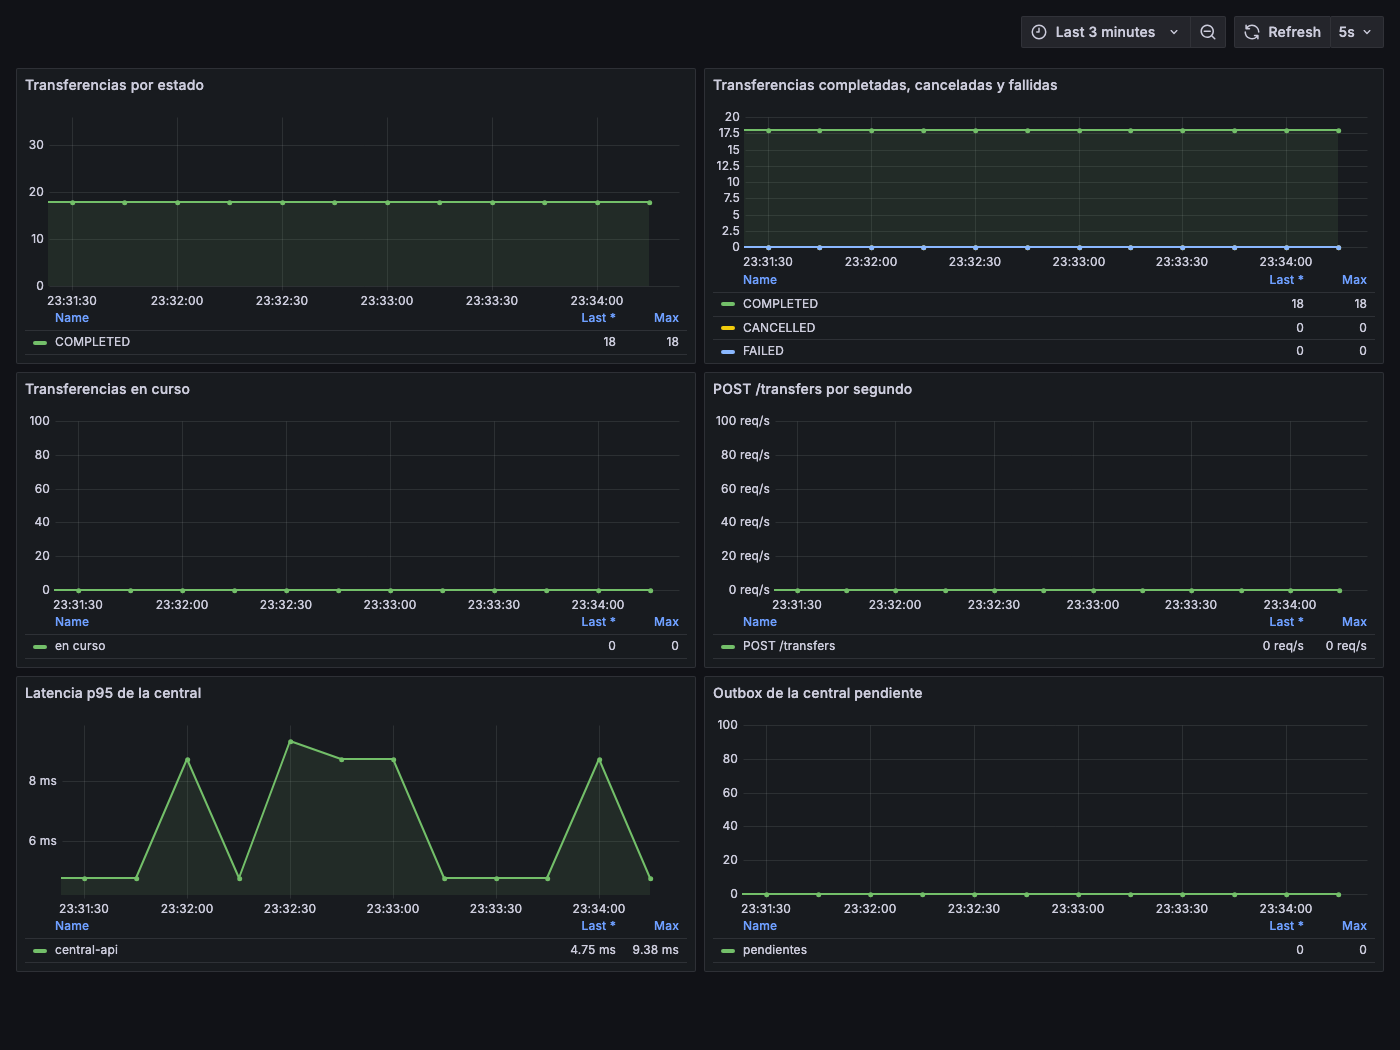 Last 3 minutes
Refresh
5s
Transferencias por estado
30
20
10
0
23:31:30 23:32:00 23:32:30 23:33:00 23:33:30 23:34:00
Name Last * Max
COMPLETED 18 18
Transferencias completadas, canceladas y fallidas
20
17.5
15
12.5
10
7.5
5
2.5
0
23:31:30 23:32:00 23:32:30 23:33:00 23:33:30 23:34:00
Name Last * Max
COMPLETED 18 18
CANCELLED 0 0
FAILED 0 0
Transferencias en curso
100
80
60
40
20
0
23:31:30 23:32:00 23:32:30 23:33:00 23:33:30 23:34:00
Name Last * Max
en curso 0 0
POST /transfers por segundo
100 req/s
80 req/s
60 req/s
40 req/s
20 req/s
0 req/s
23:31:30 23:32:00 23:32:30 23:33:00 23:33:30 23:34:00
Name Last * Max
POST /transfers 0 req/s 0 req/s
Latencia p95 de la central
8 ms
6 ms
23:31:30 23:32:00 23:32:30 23:33:00 23:33:30 23:34:00
Name Last * Max
central-api 4.75 ms 9.38 ms
Outbox de la central pendiente
100
80
60
40
20
0
23:31:30 23:32:00 23:32:30 23:33:00 23:33:30 23:34:00
Name Last * Max
pendientes 0 0